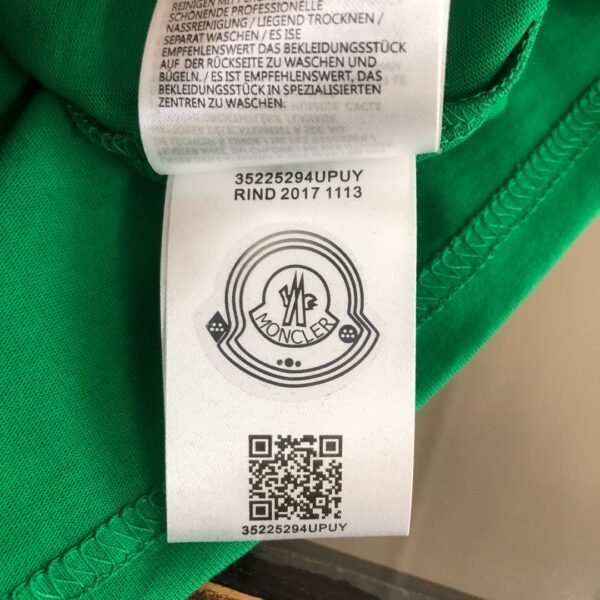 SCHONENDE PROFESSIONELLE
NASSREINIGUNG / LIEGEND TROCKNEN /
SEPARAT WASCHEN / ES ISE
EMPFEHLENSWERT DAS BEKLEIDUNGSSTÜCK
AUF DER RÜCKSEITE ZU WASCHEN UND
BÜGELN. / ES IST EMPFEHLENSWERT, DAS
BEKLEIDUNGSSTÜCK IN SPEZIALISIERTEN
ZENTREN ZU WASCHEN.
35225294UPUY
RIND 2017 1113
MONCLER
35225294UPUY